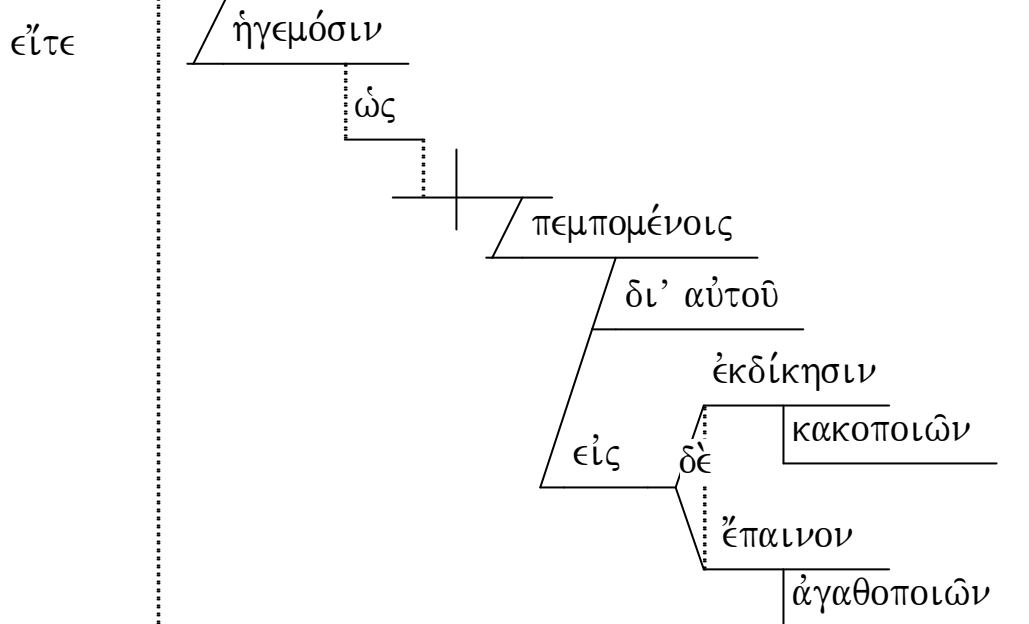 εἴτε ἡγεμόσιν
ὡς
πεμπομένοις
δι’ αὐτοῦ
ἐκδίκησιν
κακοποιῶν
εἰς δὲ
ἔπαινον
ἀγαθοποιῶν